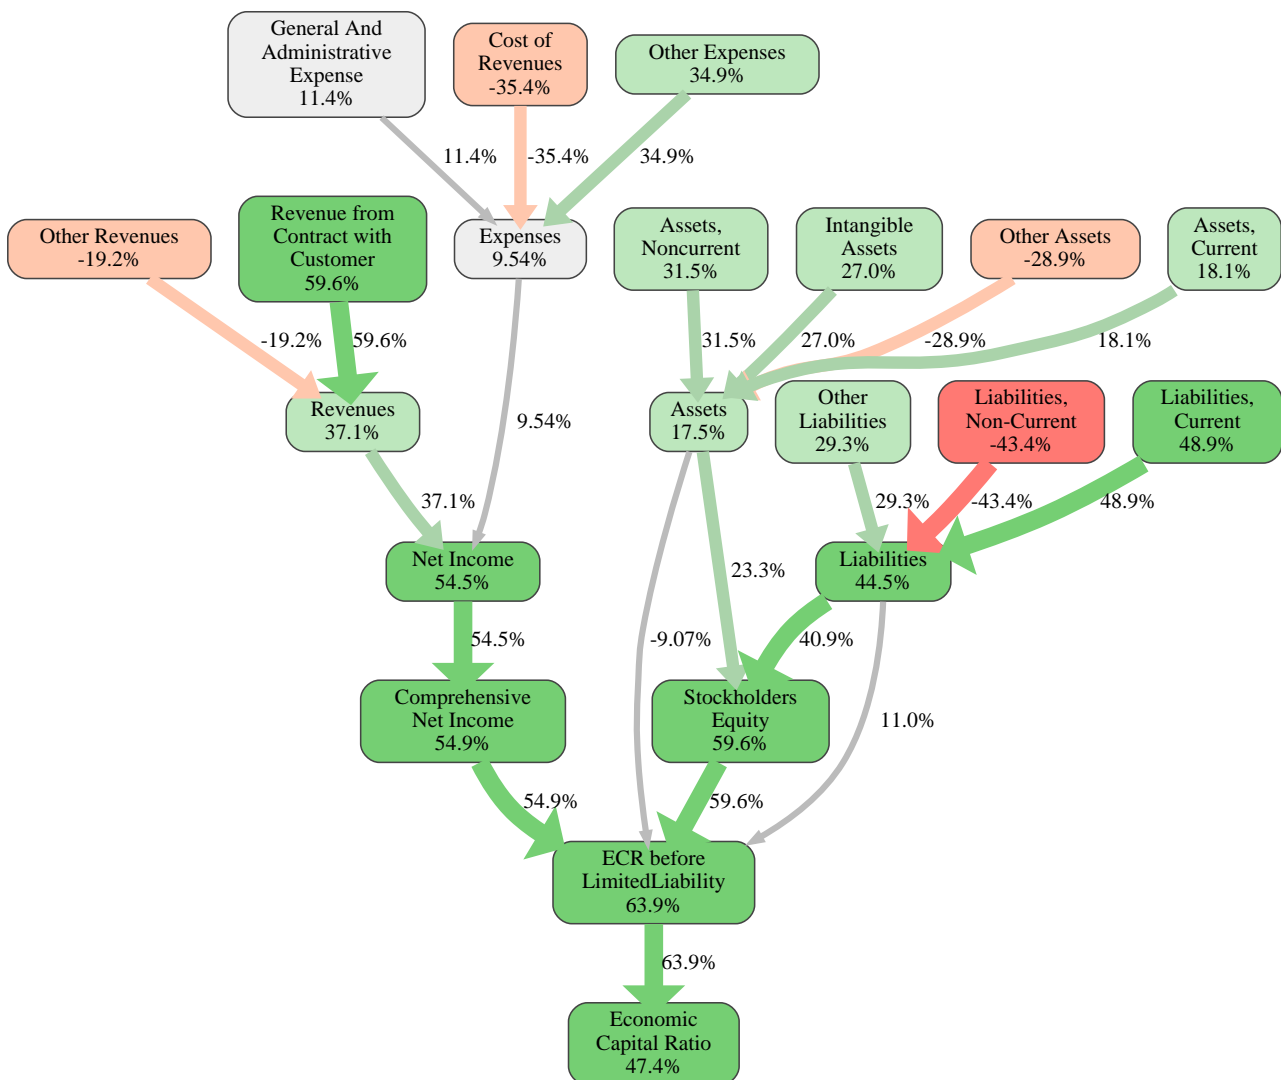 General And
Administrative
Expense
11.4%
Cost of
Revenues
-35.4%
Other Expenses
34.9%
11.4%
-35.4%
34.9%
Other Revenues
-19.2%
Revenue from
Contract with
Customer
59.6%
Expenses
9.54%
Assets,
Noncurrent
31.5%
Intangible
Assets
27.0%
Other Assets
-28.9%
Assets,
Current
18.1%
-19.2%
59.6%
31.5%
27.0%
-28.9%
18.1%
Revenues
37.1%
9.54%
Assets
17.5%
Other
Liabilities
29.3%
Liabilities,
Non-Current
-43.4%
Liabilities,
Current
48.9%
37.1%
29.3%
-43.4%
48.9%
Net Income
54.5%
23.3%
Liabilities
44.5%
54.5%
-9.07%
40.9%
Comprehensive
Net Income
54.9%
Stockholders
Equity
59.6%
11.0%
54.9%
59.6%
ECR before
LimitedLiability
63.9%
63.9%
Economic
Capital Ratio
47.4%